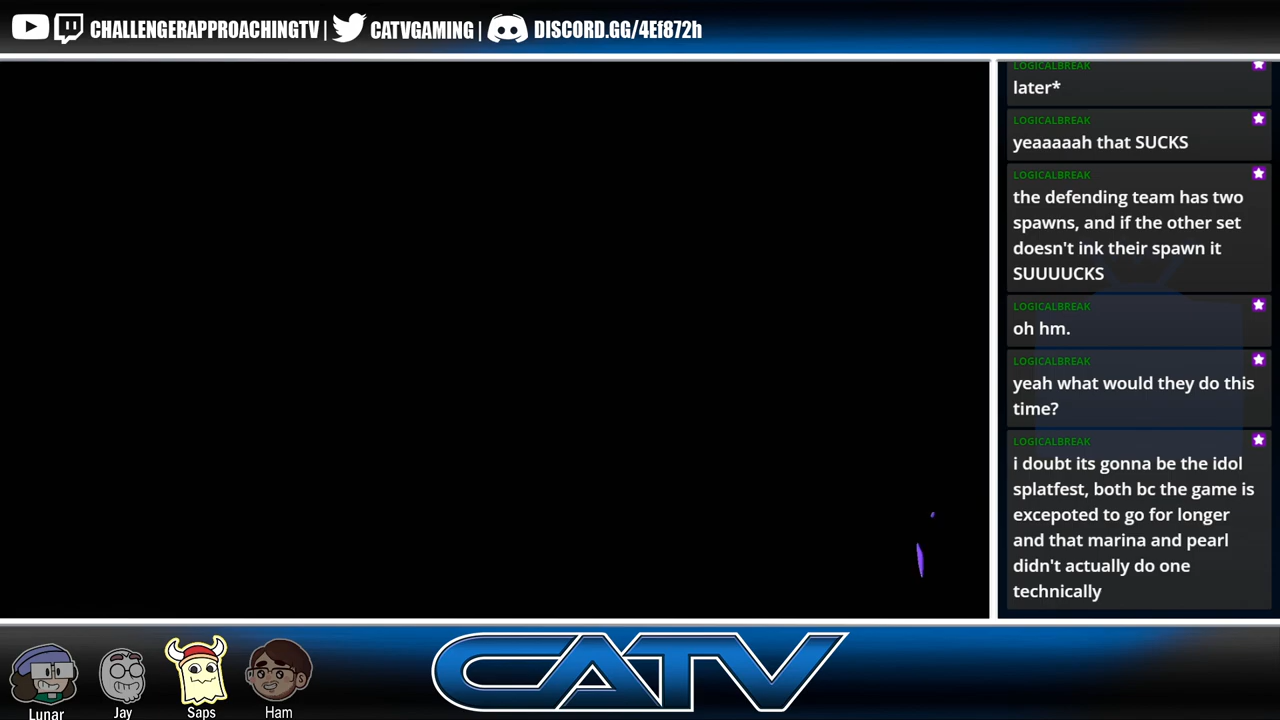 CHALLENGERAPPROACHINGTV | CATVGAMING | DISCORD.GG/4Ef872h
LOGICALBREAK
later*
LOGICALBREAK
yeaaaaah that SUCKS
LOGICALBREAK
the defending team has two
spawns, and if the other set
doesn't ink their spawn it
SUUUUCKS
LOGICALBREAK
oh hm.
LOGICALBREAK
yeah what would they do this
time?
LOGICALBREAK
i doubt its gonna be the idol
splatfest, both bc the game is
excepoted to go for longer
and that marina and pearl
didn't actually do one
technically
Lunar
Jay
Saps
Ham
CATV